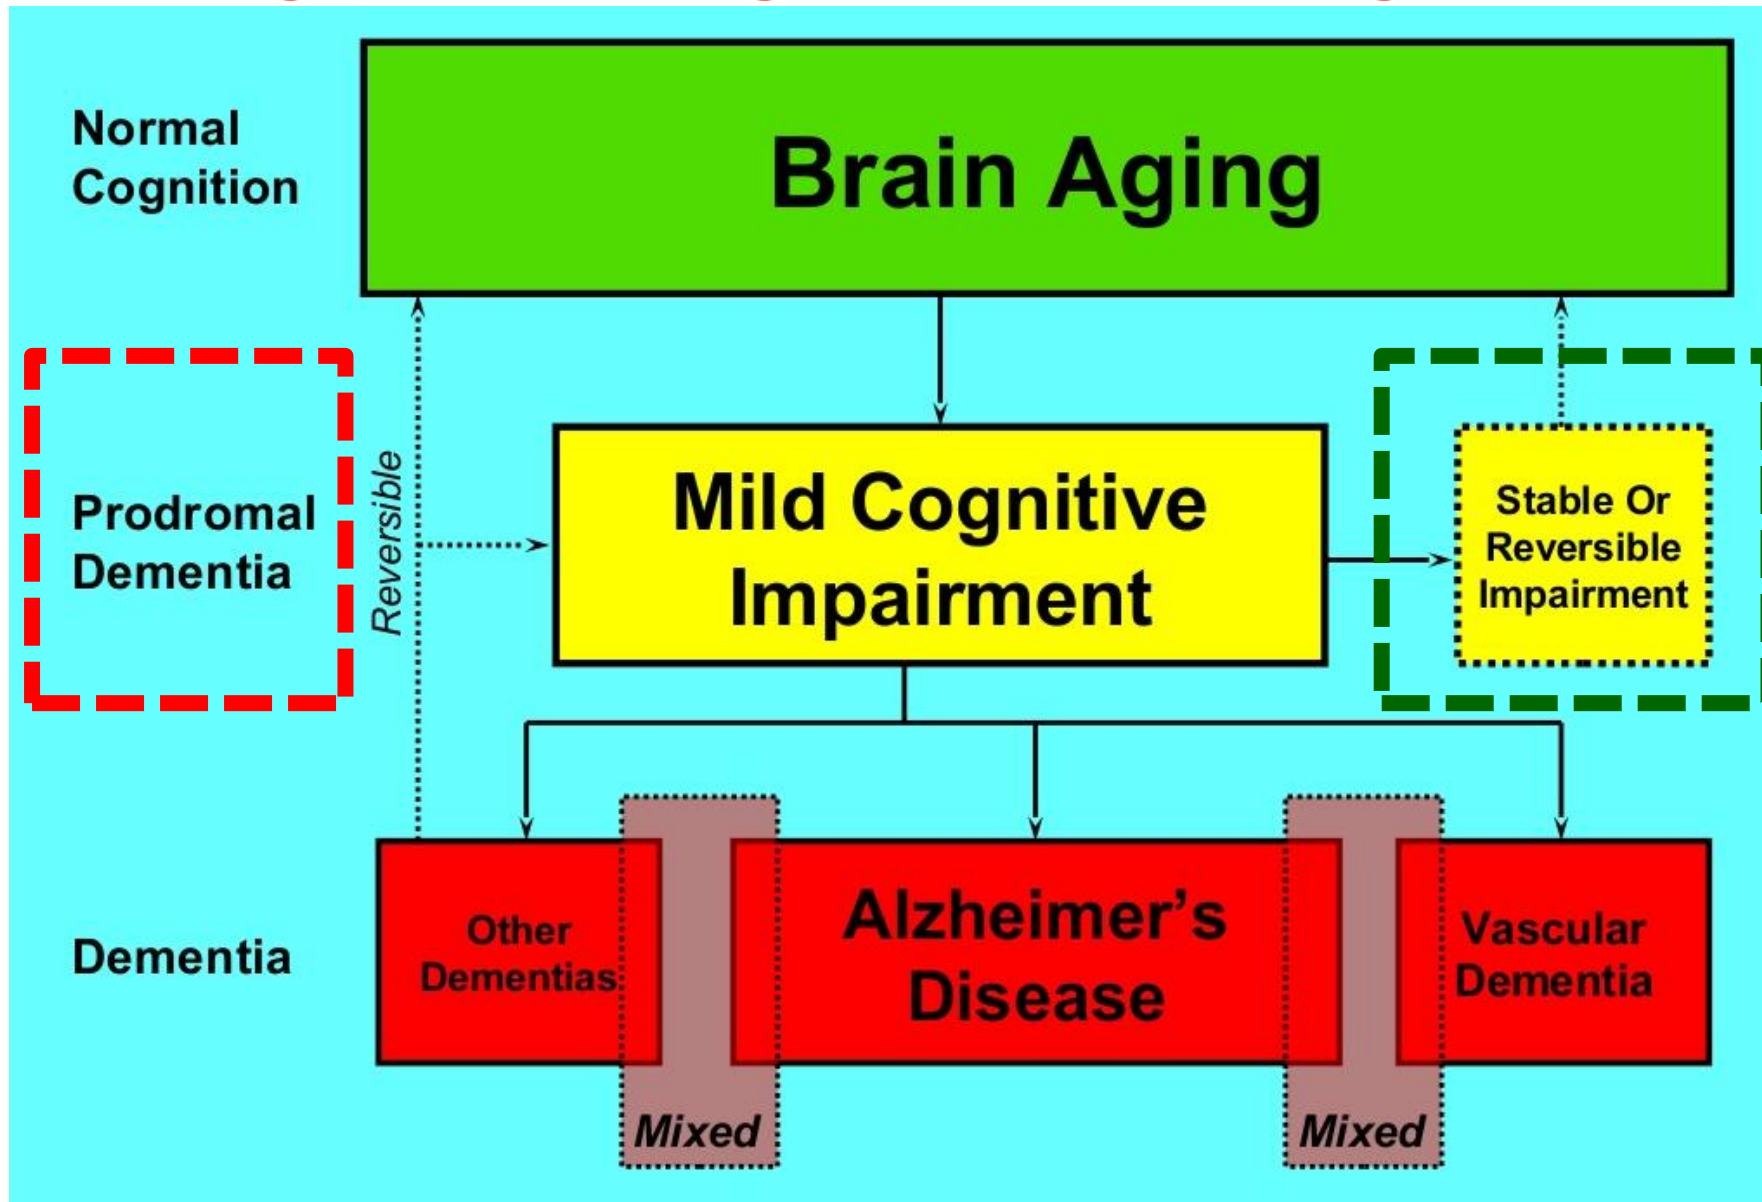 Normal
Cognition
Brain Aging
Prodromal
Dementia
Reversible
Mild Cognitive
Impairment
Stable Or
Reversible
Impairment
Dementia
Other
Dementias
Mixed
Alzheimer's
Disease
Mixed
Vascular
Dementia